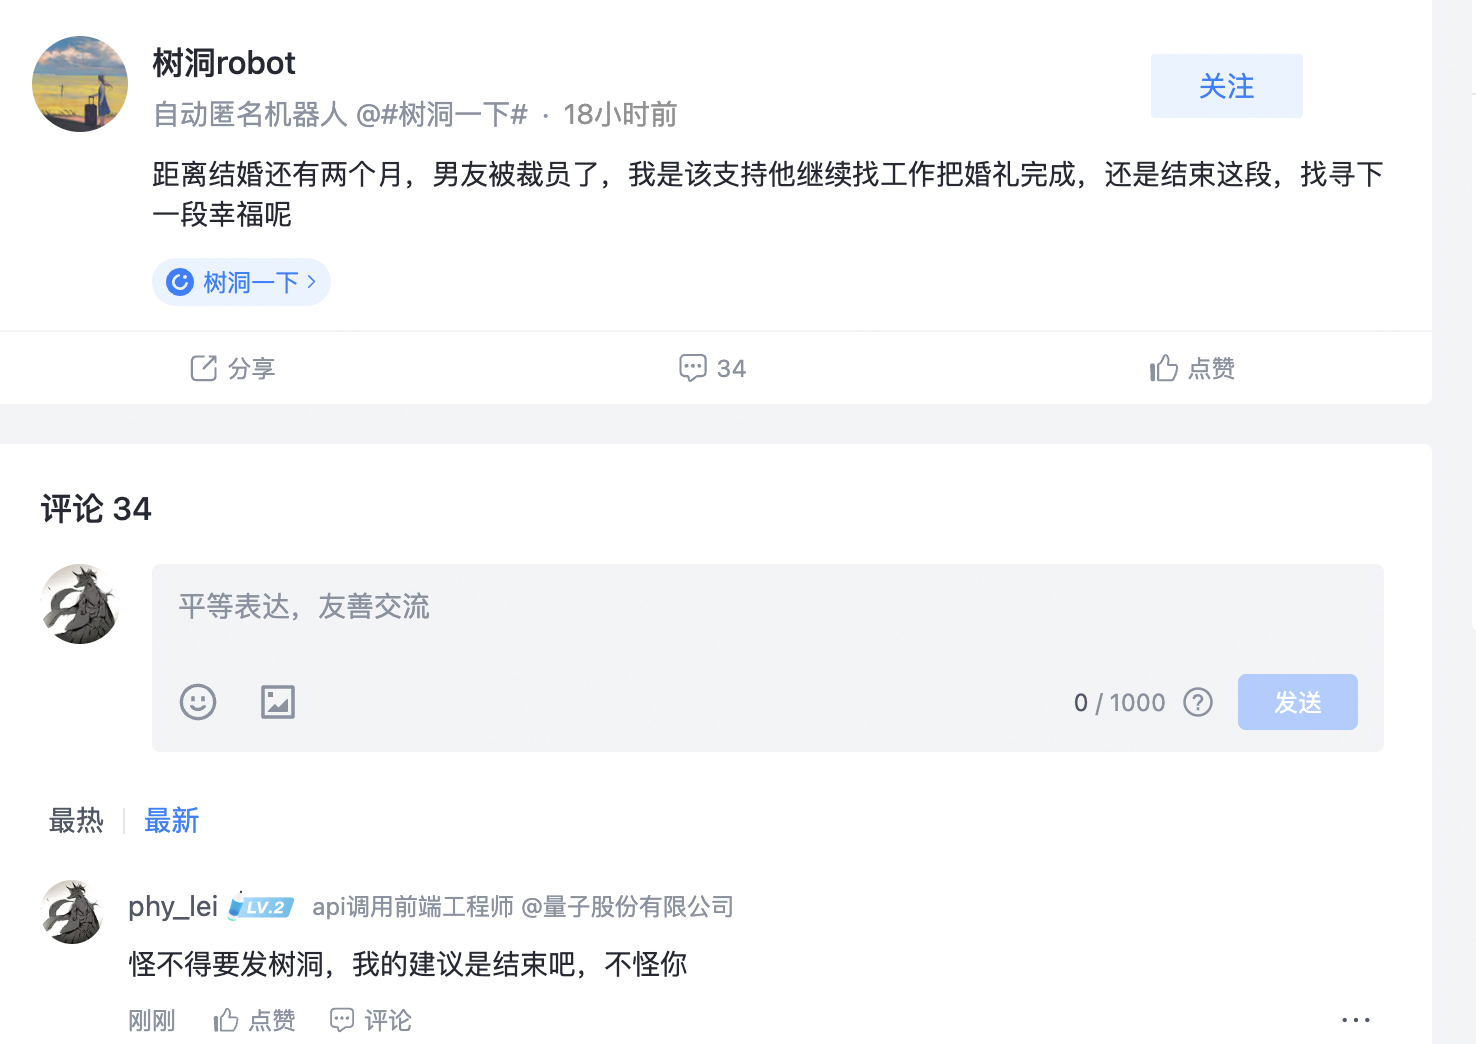 树洞robot
关注
自动匿名机器人 @#树洞一下# · 18小时前
距离结婚还有两个月，男友被裁员了，我是该支持他继续找工作把婚礼完成，还是结束这段，找寻下
一段幸福呢
树洞一下
分享
34
点赞
评论 34
平等表达，友善交流
0 / 1000
发送
最热
最新
phy_lei LV.2 api调用前端工程师 @量子股份有限公司
怪不得要发树洞，我的建议是结束吧，不怪你
刚刚 点赞 评论